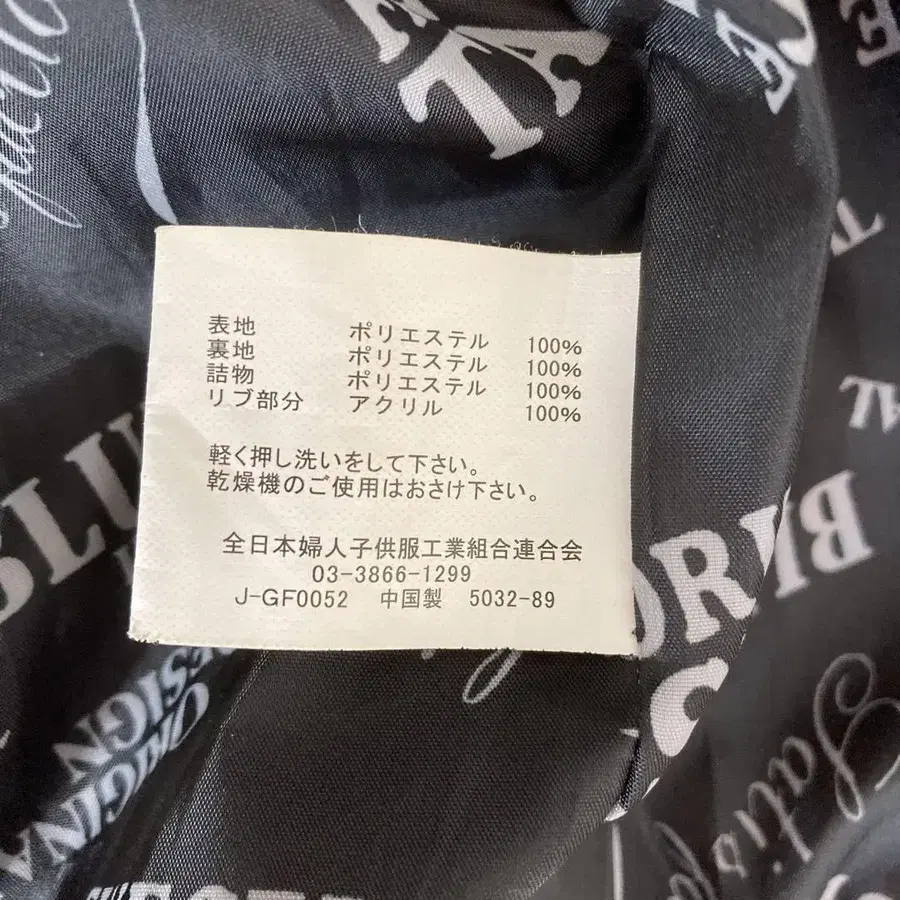 表地 ポリエステル 100%
裏地 ポリエステル 100%
詰物 ポリエステル 100%
リブ部分 アクリル 100%
軽く押し洗いをして下さい。
乾燥機のご使用はおさけ下さい。
全日本婦人子供服工業組合連合会
03-3866-1299
J-GF0052 中国製 5032-89
ORIGINA
DESIGN